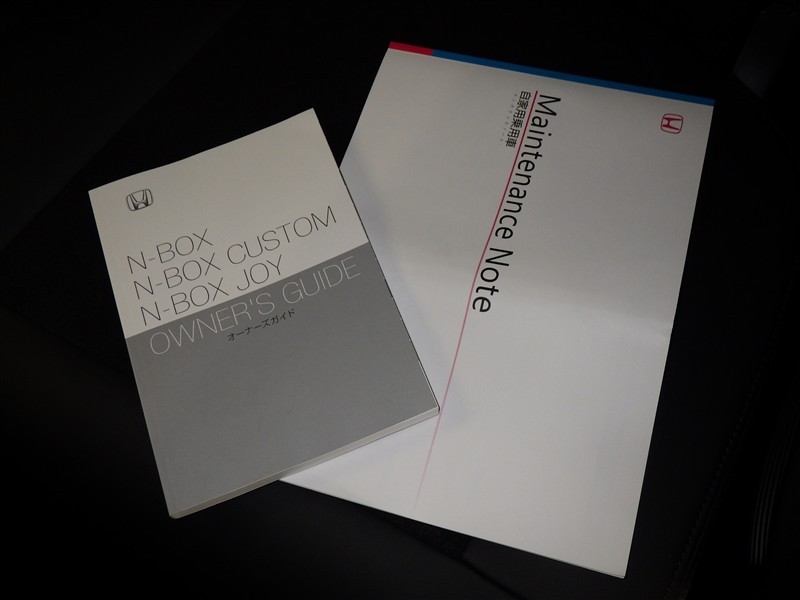 N-BOX
N-BOX CUSTOM
N-BOX JOY
OWNER'S GUIDE
オーナーズガイド
Maintenance Note
自家用乗用車